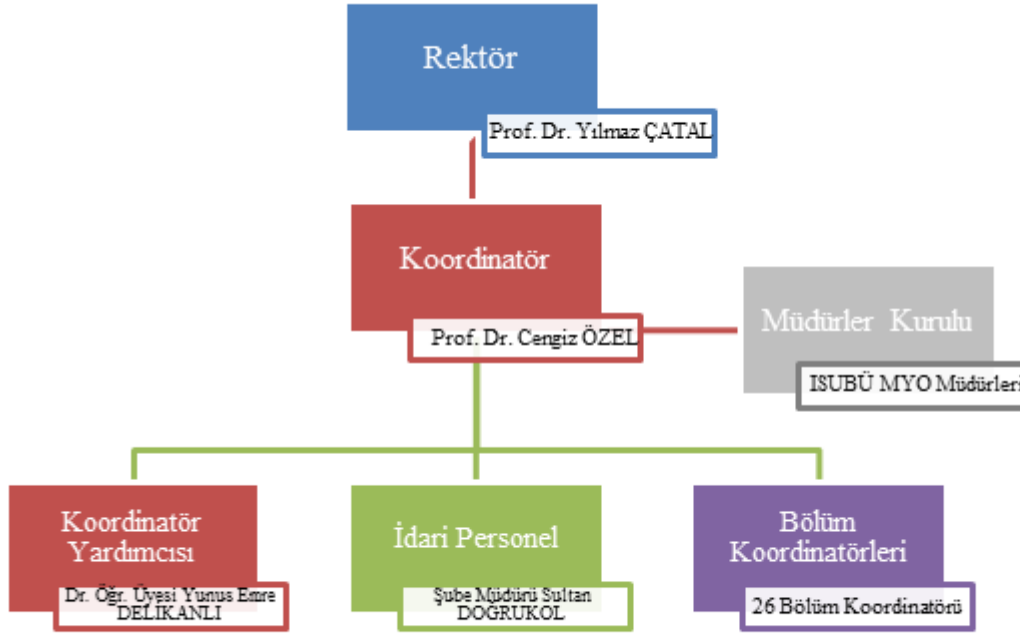 Rektör
Prof. Dr. Yılmaz ÇATAL
Koordinatör
Prof. Dr. Cengiz ÖZEL
Müdürler Kurulu
ISUBÜ MYO Müdürleri
Koordinatör
Yardımcısı
Dr. Öğr. Üyesi Yunus Emre
DELİKANLI
İdari Personel
Şube Müdürü Sultan
DOĞRUKOL
Bölüm
Koordinatörleri
26 Bölüm Koordinatörü